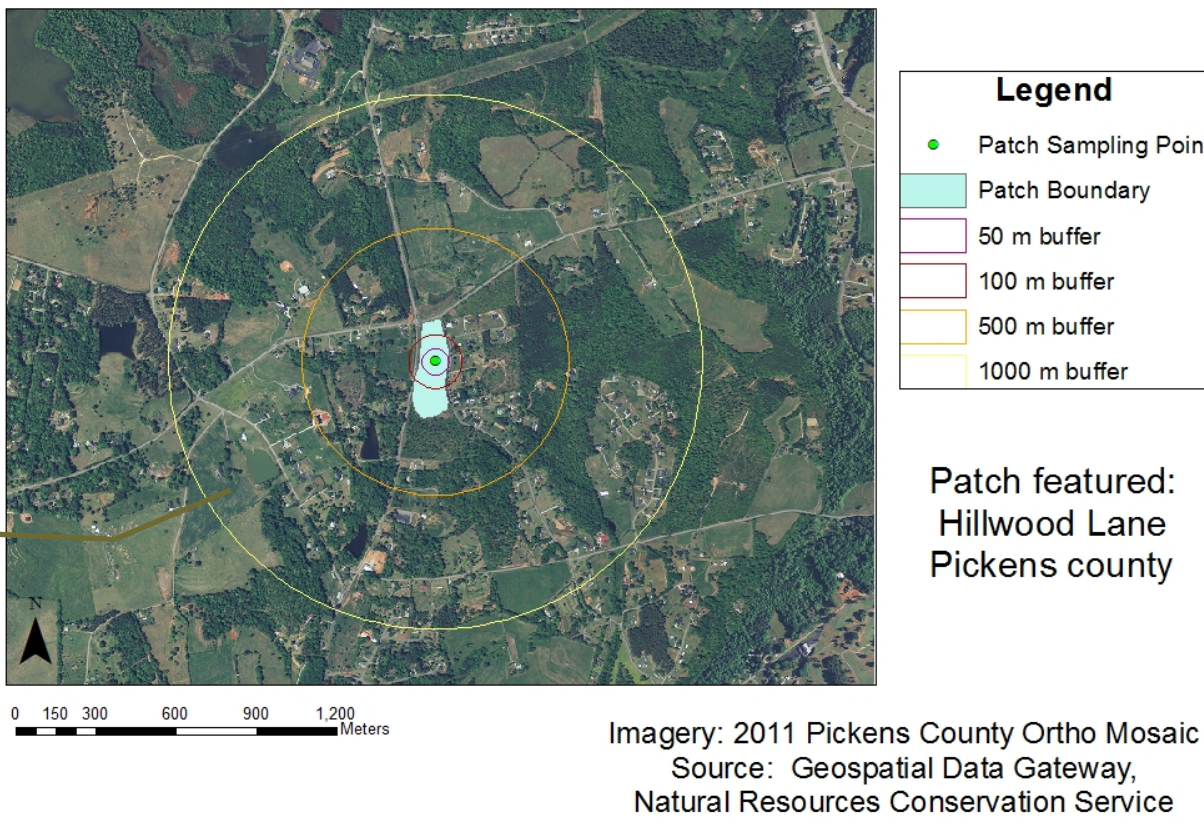 Legend
Patch Sampling Poin
Patch Boundary
50 m buffer
100 m buffer
500 m buffer
1000 m buffer
Patch featured:
Hillwood Lane
Pickens county
N
0 150 300 600 900 1,200
Meters
Imagery: 2011 Pickens County Ortho Mosaic
Source: Geospatial Data Gateway,
Natural Resources Conservation Service